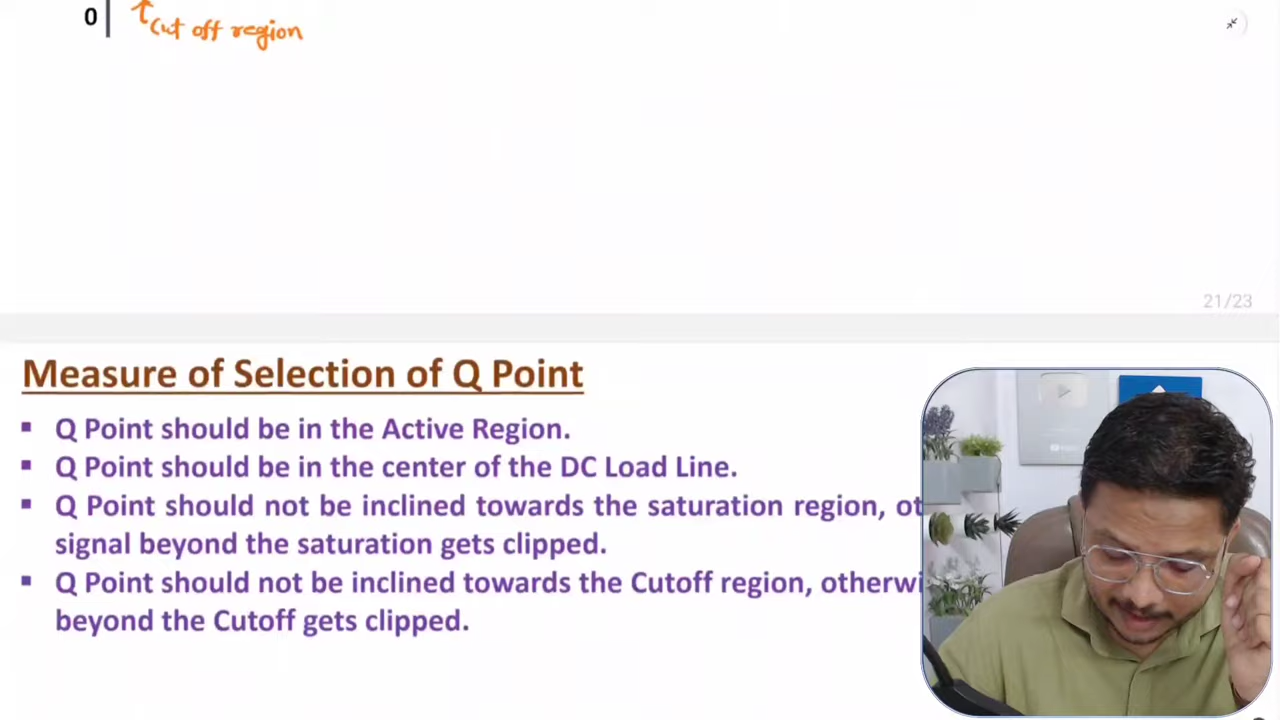 0
Cut off region
21/23
Measure of Selection of Q Point
▪ Q Point should be in the Active Region.
▪ Q Point should be in the center of the DC Load Line.
▪ Q Point should not be inclined towards the saturation region, ot
signal beyond the saturation gets clipped.
▪ Q Point should not be inclined towards the Cutoff region, otherwi
beyond the Cutoff gets clipped.